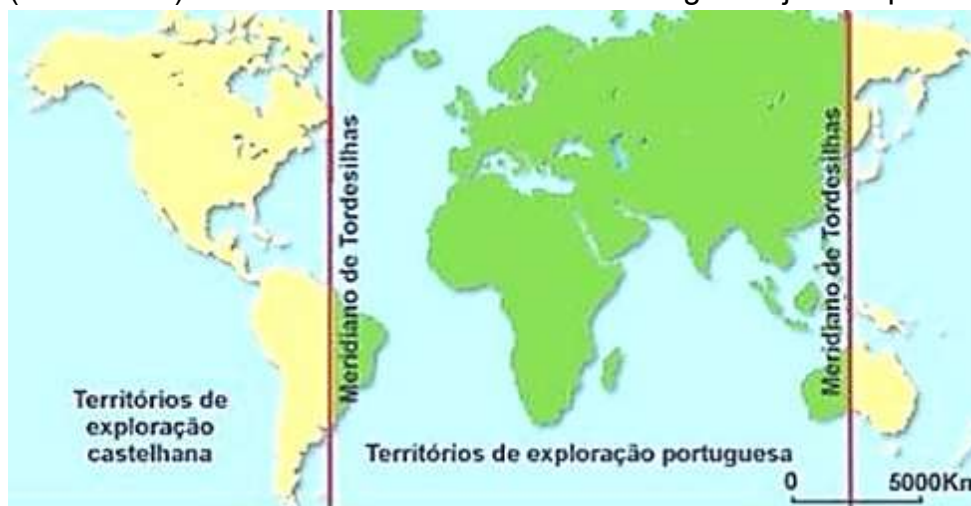 Meridiano de Tordesilhas
Meridiano de Tordesilhas
Territórios de
exploração
castelhana
Territórios de exploração portuguesa
0 5000Km